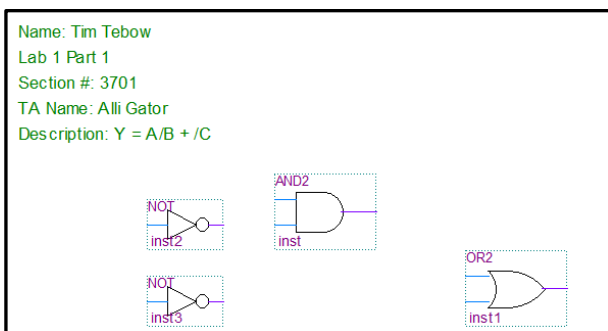 Name: Tim Tebow
Lab 1 Part 1
Section #: 3701
TA Name: Alli Gator
Description: Y = A/B + /C
AND2
NOT
inst2
inst
OR2
NOT
inst3
inst1